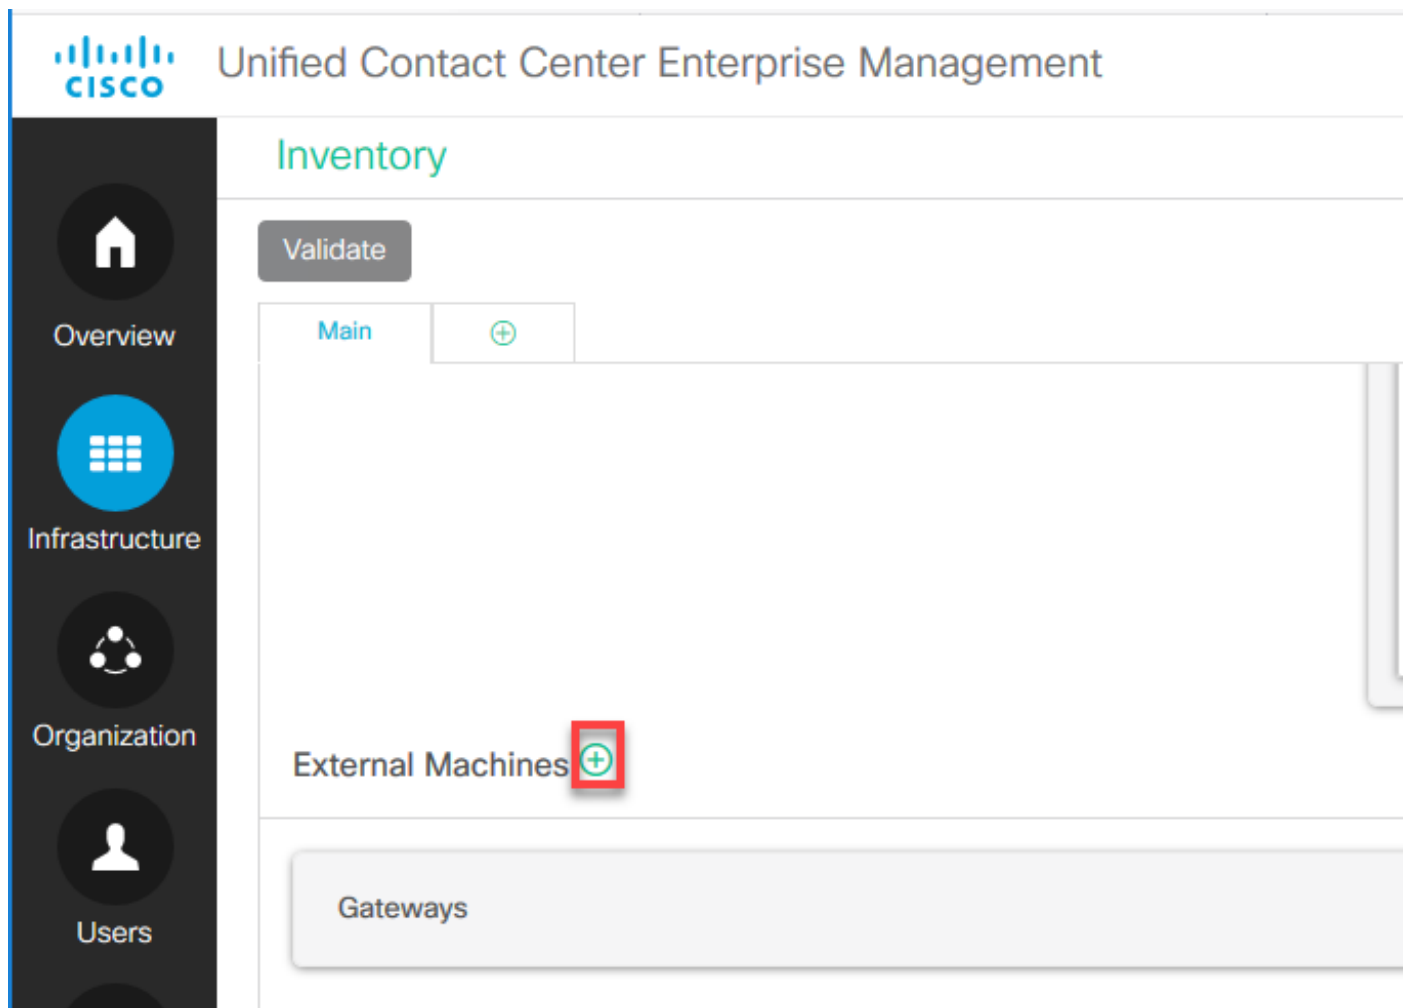 CISCO
Unified Contact Center Enterprise Management
Inventory
Validate
Main
Overview
Infrastructure
Organization
External Machines
Gateways
Users